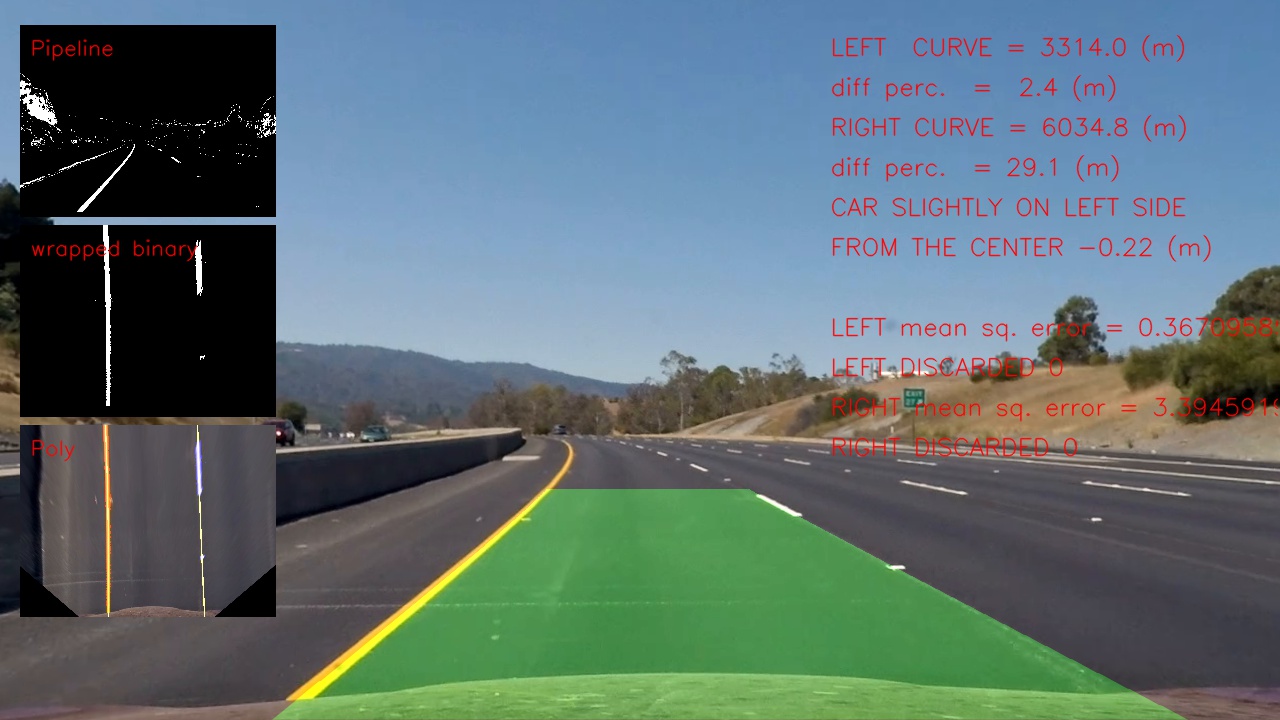 Pipeline
wrapped binary
Poly
LEFT CURVE = 3314.0 (m)
diff perc. = 2.4 (m)
RIGHT CURVE = 6034.8 (m)
diff perc. = 29.1 (m)
CAR SLIGHTLY ON LEFT SIDE
FROM THE CENTER -0.22 (m)
LEFT mean sq. error = 0.367095
LEFT DISCARDED 0
EXIT
RIGHT mean sq. error = 3.394591
RIGHT DISCARDED 0